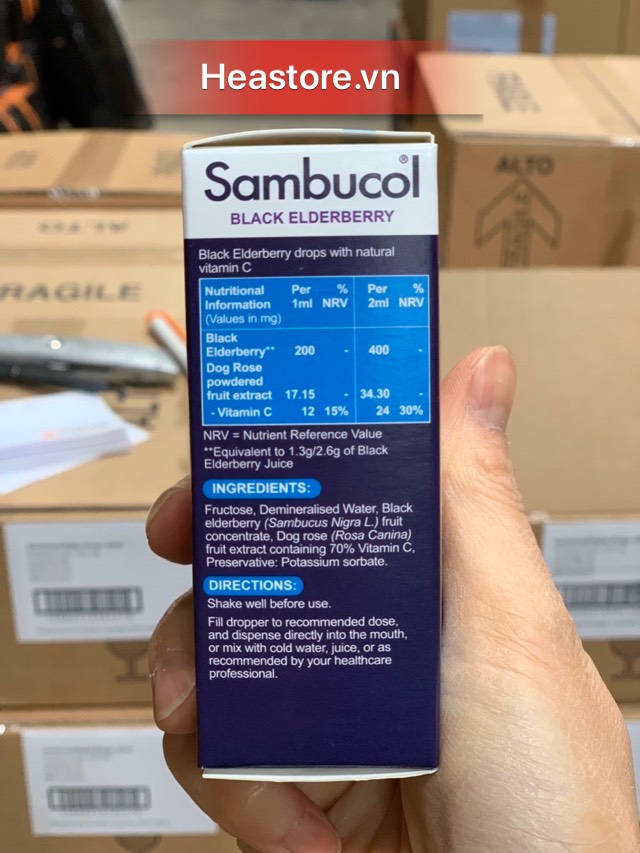 Heastore.vn
ALTO
ALTO
FRAGILE
Sambucol®
BLACK ELDERBERRY
Black Elderberry drops with natural
vitamin C
Nutritional Per % Per %
Information 1ml NRV 2ml NRV
(Values in mg)
Black
Elderberry** 200 - 400 -
Dog Rose
powdered
fruit extract 17.15 - 34.30 -
- Vitamin C 12 15% 24 30%
NRV = Nutrient Reference Value
**Equivalent to 1.3g/2.6g of Black
Elderberry Juice
INGREDIENTS:
Fructose, Demineralised Water, Black
elderberry (Sambucus Nigra L.) fruit
concentrate, Dog rose (Rosa Canina)
fruit extract containing 70% Vitamin C,
Preservative: Potassium sorbate.
DIRECTIONS:
Shake well before use.
Fill dropper to recommended dose,
and dispense directly into the mouth,
or mix with cold water, juice, or as
recommended by your healthcare
professional.